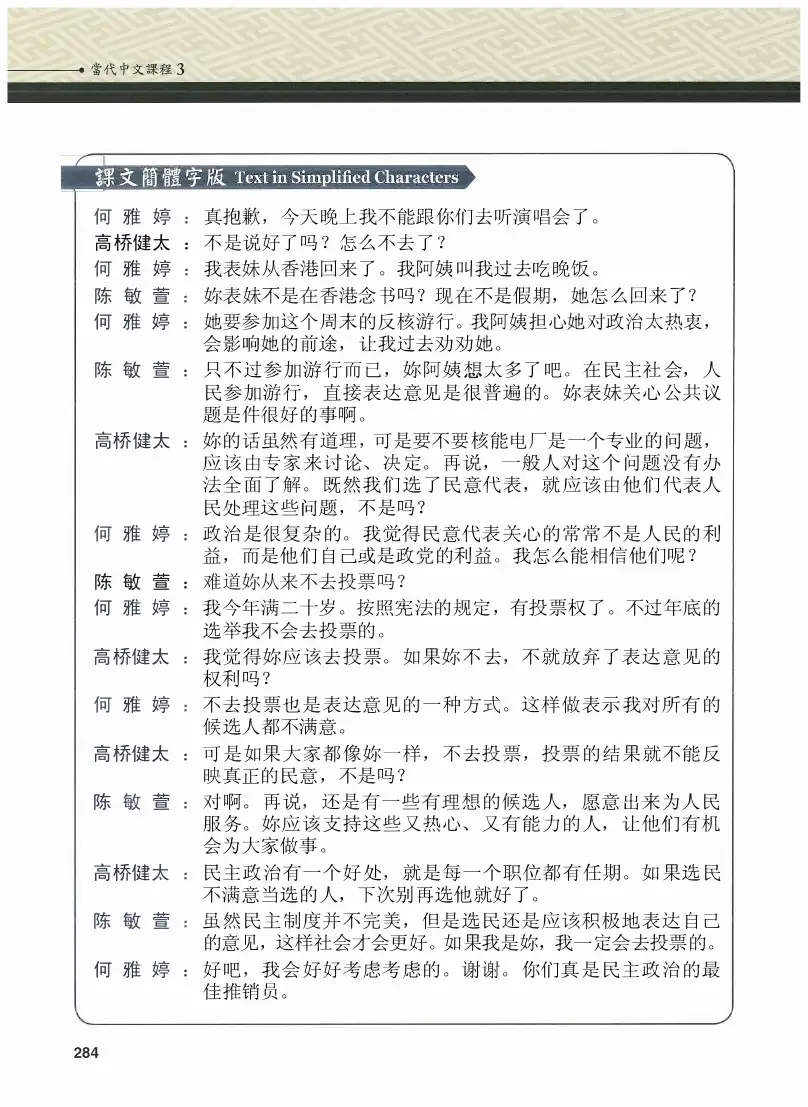 當代中文課程 3
課文簡體字版 Text in Simplified Characters
何雅婷：真抱歉，今天晚上我不能跟你们去听演唱会了。
高桥健太：不是说好了吗？怎么不去了？
何雅婷：我表妹从香港回来了。我阿姨叫我过去吃晚饭。
陈敏萱：妳表妹不是在香港念书吗？现在不是假期，她怎么回来了？
何雅婷：她要参加这个周末的反核游行。我阿姨担心她对政治太热衷，
会影响她的前途，让我过去劝劝她。
陈敏萱：只不过参加游行而已，妳阿姨想太多了吧。在民主社会，人
民参加游行，直接表达意见是很普遍的。妳表妹关心公共议
题是件很好的事啊。
高桥健太：妳的话虽然有道理，可是要不要核能电厂是一个专业的问题，
应该由专家来讨论、决定。再说，一般人对这个问题没有办
法全面了解。既然我们选了民意代表，就应该由他们代表人
民处理这些问题，不是吗？
何雅婷：政治是很复杂的。我觉得民意代表关心的常常不是人民的利
益，而是他们自己或是政党的利益。我怎么能相信他们呢？
陈敏萱：难道妳从来不去投票吗？
何雅婷：我今年满二十岁。按照宪法的规定，有投票权了。不过年底的
选举我不会去投票的。
高桥健太：我觉得妳应该去投票。如果妳不去，不就放弃了表达意见的
权利吗？
何雅婷：不去投票也是表达意见的一种方式。这样做表示我对所有的
候选人都不满意。
高桥健太：可是如果大家都像妳一样，不去投票，投票的结果就不能反
映真正的民意，不是吗？
陈敏萱：对啊。再说，还是有一些有理想的候选人，愿意出来为人民
服务。妳应该支持这些又热心、又有能力的人，让他们有机
会为大家做事。
高桥健太：民主政治有一个好处，就是每一个职位都有任期。如果选民
不满意当选的人，下次别再选他就好了。
陈敏萱：虽然民主制度并不完美，但是选民还是应该积极地表达自己
的意见，这样社会才会更好。如果我是妳，我一定会去投票的。
何雅婷：好吧，我会好好考虑考虑的。谢谢。你们真是民主政治的最
佳推销员。
284